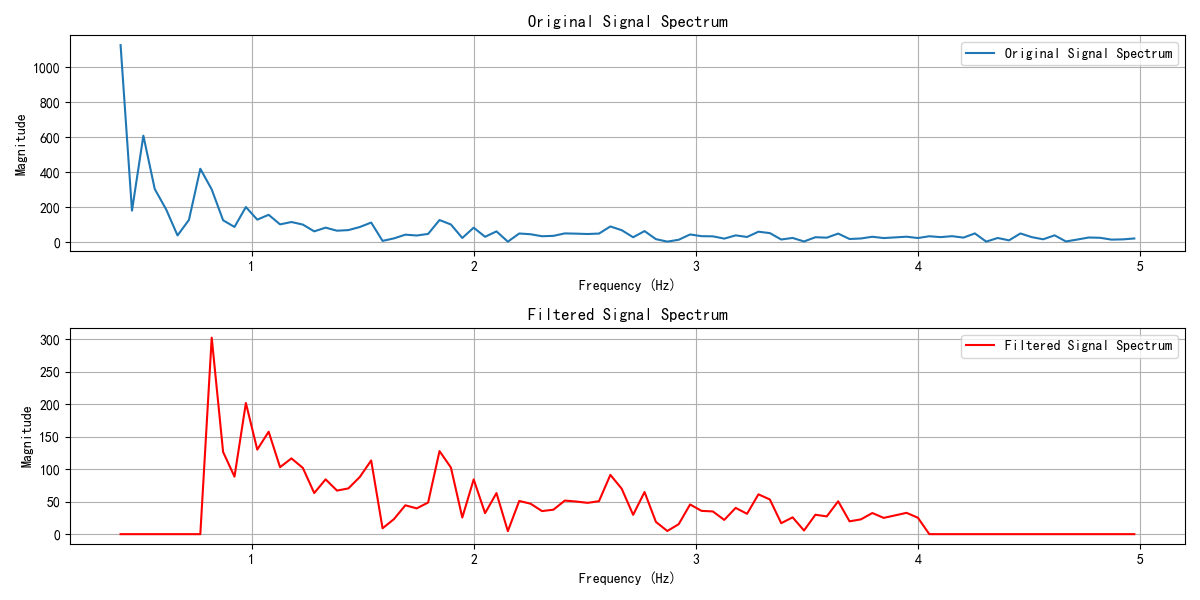 Original Signal Spectrum
Original Signal Spectrum
Magnitude
1000
800
600
400
200
0
1
2
3
4
5
Frequency (Hz)
Filtered Signal Spectrum
Filtered Signal Spectrum
Magnitude
300
250
200
150
100
50
0
1
2
3
4
5
Frequency (Hz)